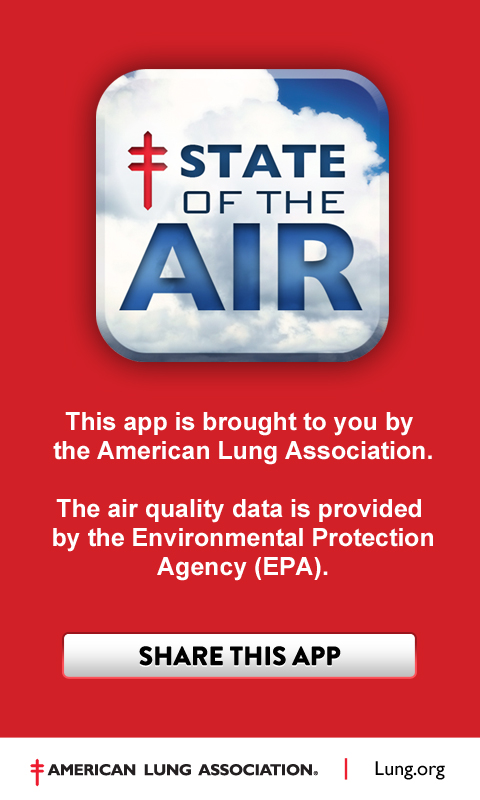 STATE
OF THE
AIR
This app is brought to you by
the American Lung Association.
The air quality data is provided
by the Environmental Protection
Agency (EPA).
SHARE THIS APP
AMERICAN LUNG ASSOCIATION® | Lung.org